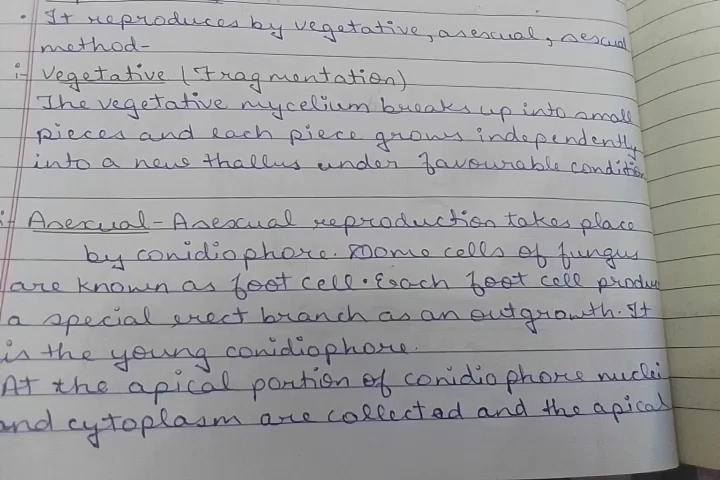 • It reproduces by vegetative, asexual, sexual
method-
i:- Vegetative (Fragmentation)
The vegetative mycelium breaks up into small
pieces and each piece grows independently
into a new thallus under favourable condition
Asexual - Asexual reproduction takes place
by conidiophore. Some cells of fungus
are known as foot cell. Each foot cell produc
a special erect branch as an outgrowth. It
is the young conidiophore.
At the apical portion of conidiophore nuclei
and cytoplasm are collected and the apical